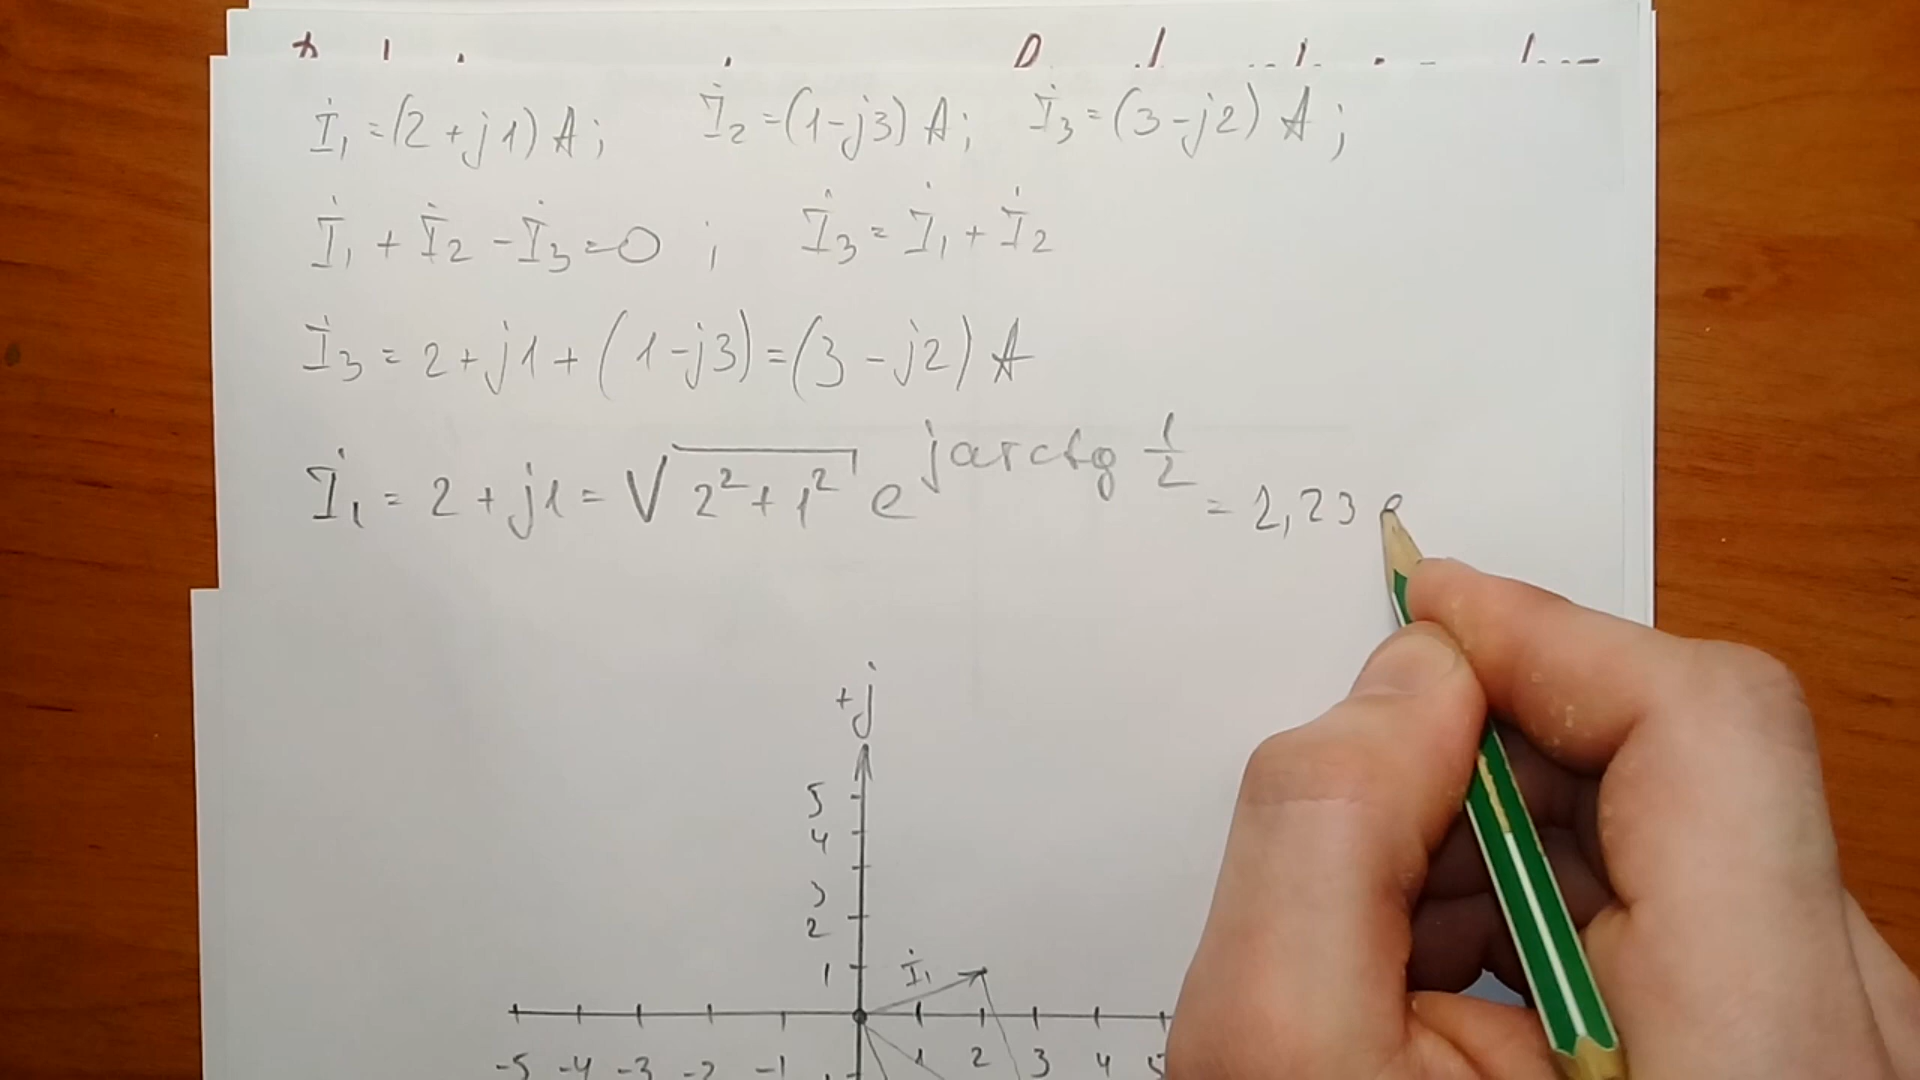 İ₁ = (2 + j1) A; İ₂ = (1 - j3) A; İ₃ = (3 - j2) A;
İ₁ + İ₂ - İ₃ = 0 ; İ₃ = İ₁ + İ₂
İ₃ = 2 + j1 + (1 - j3) = (3 - j2) A
İ₁ = 2 + j1 = √(2² + 1²) e^(jarctg 1/2) = 2,23 e
+j
5
4
3
2
1
İ₁
-5 -4 -3 -2 -1 1 2 3 4 5